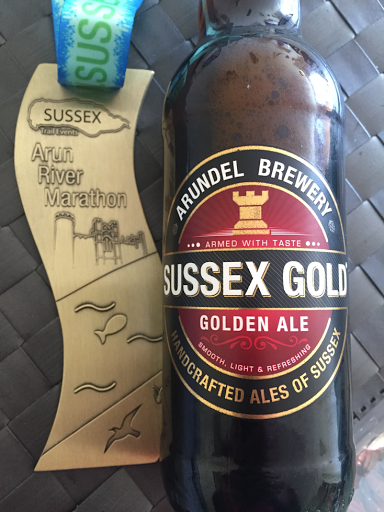 SUSSEX
SUSSEX
Trail Events
Arun
River
Marathon
ARUNDEL BREWERY
ARMED WITH TASTE
SUSSEX GOLD
GOLDEN ALE
SMOOTH, LIGHT & REFRESHING
HANDCRAFTED ALES OF SUSSEX